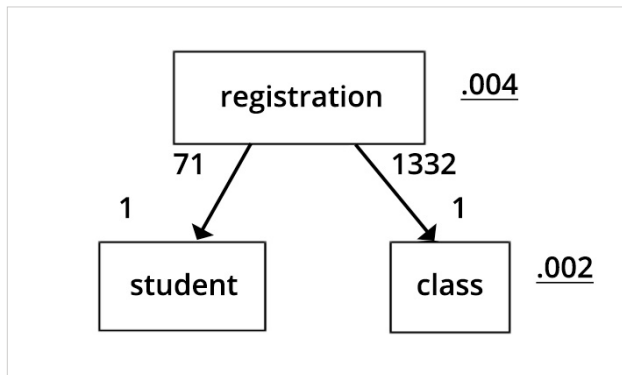 registration
.004
71
1332
1
1
student
class
.002